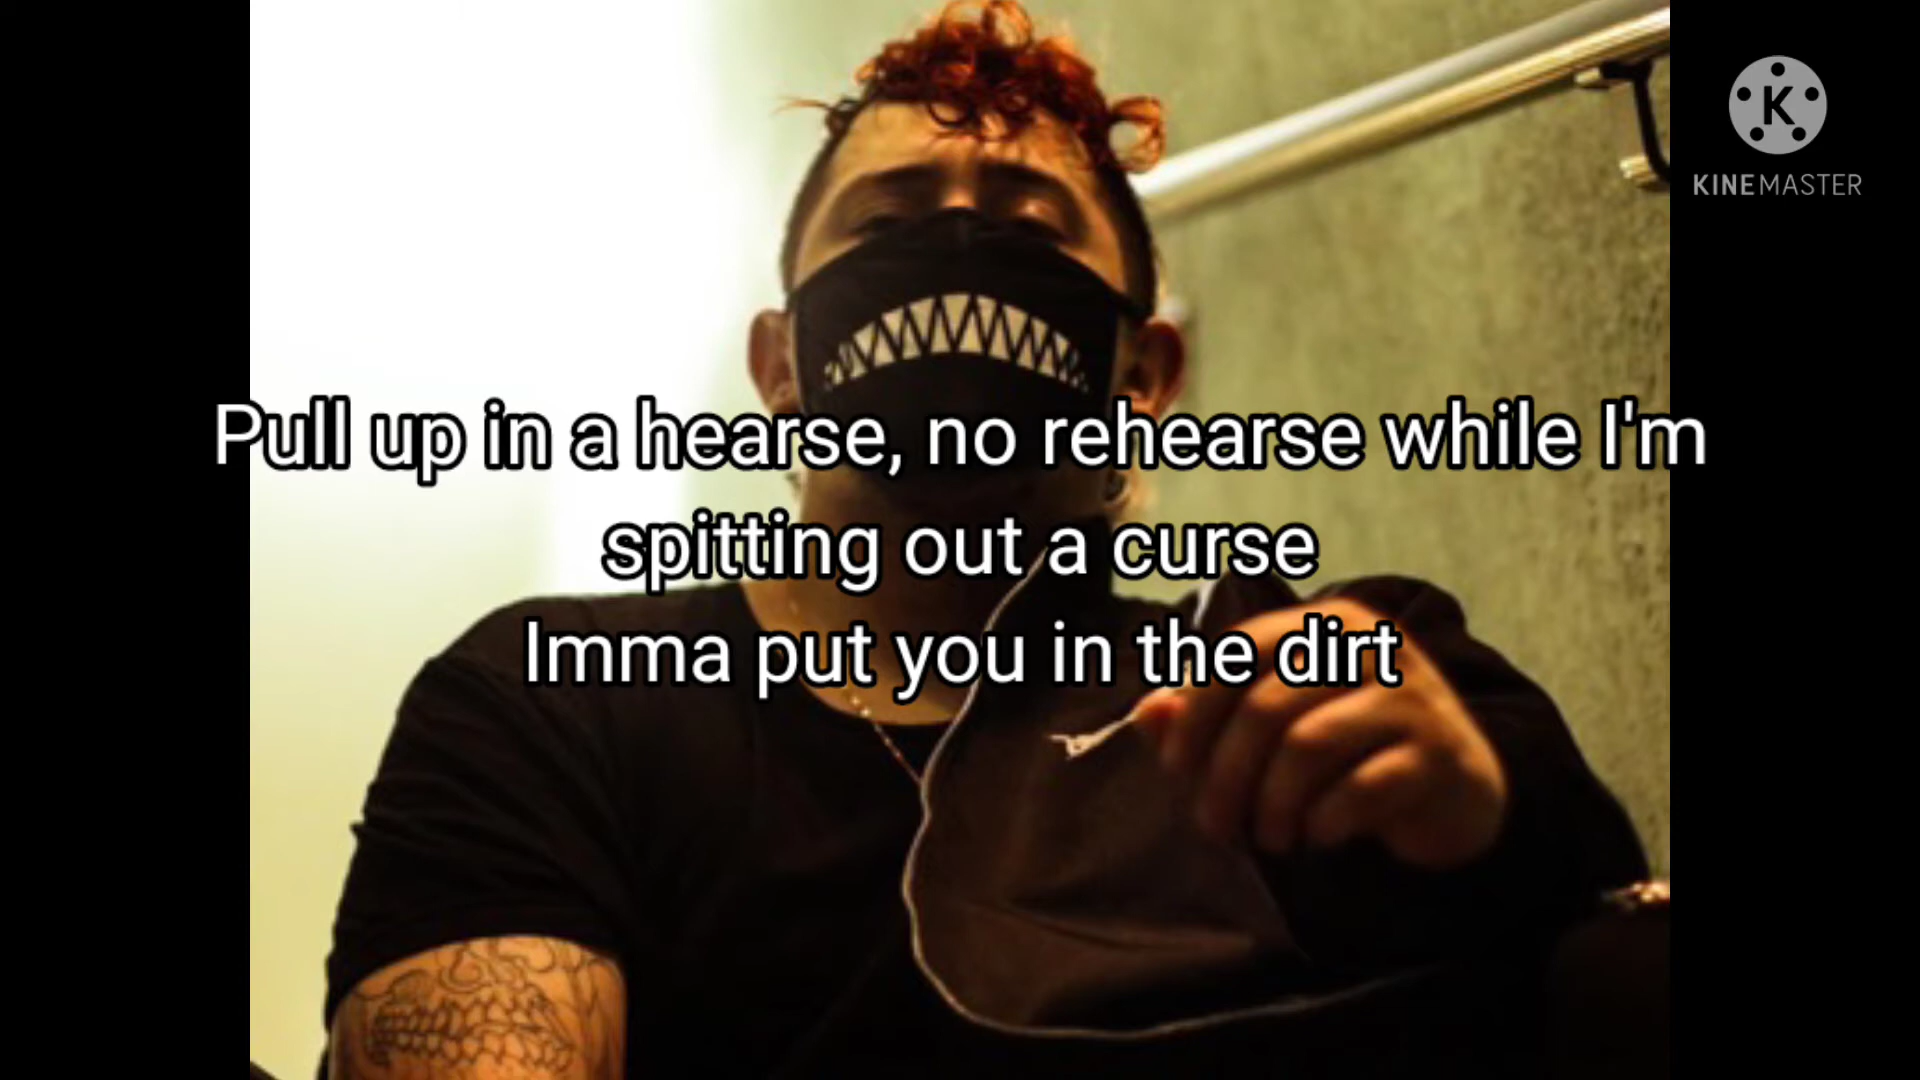 K
KINEMASTER
Pull up in a hearse, no rehearse while I'm
spitting out a curse
Imma put you in the dirt